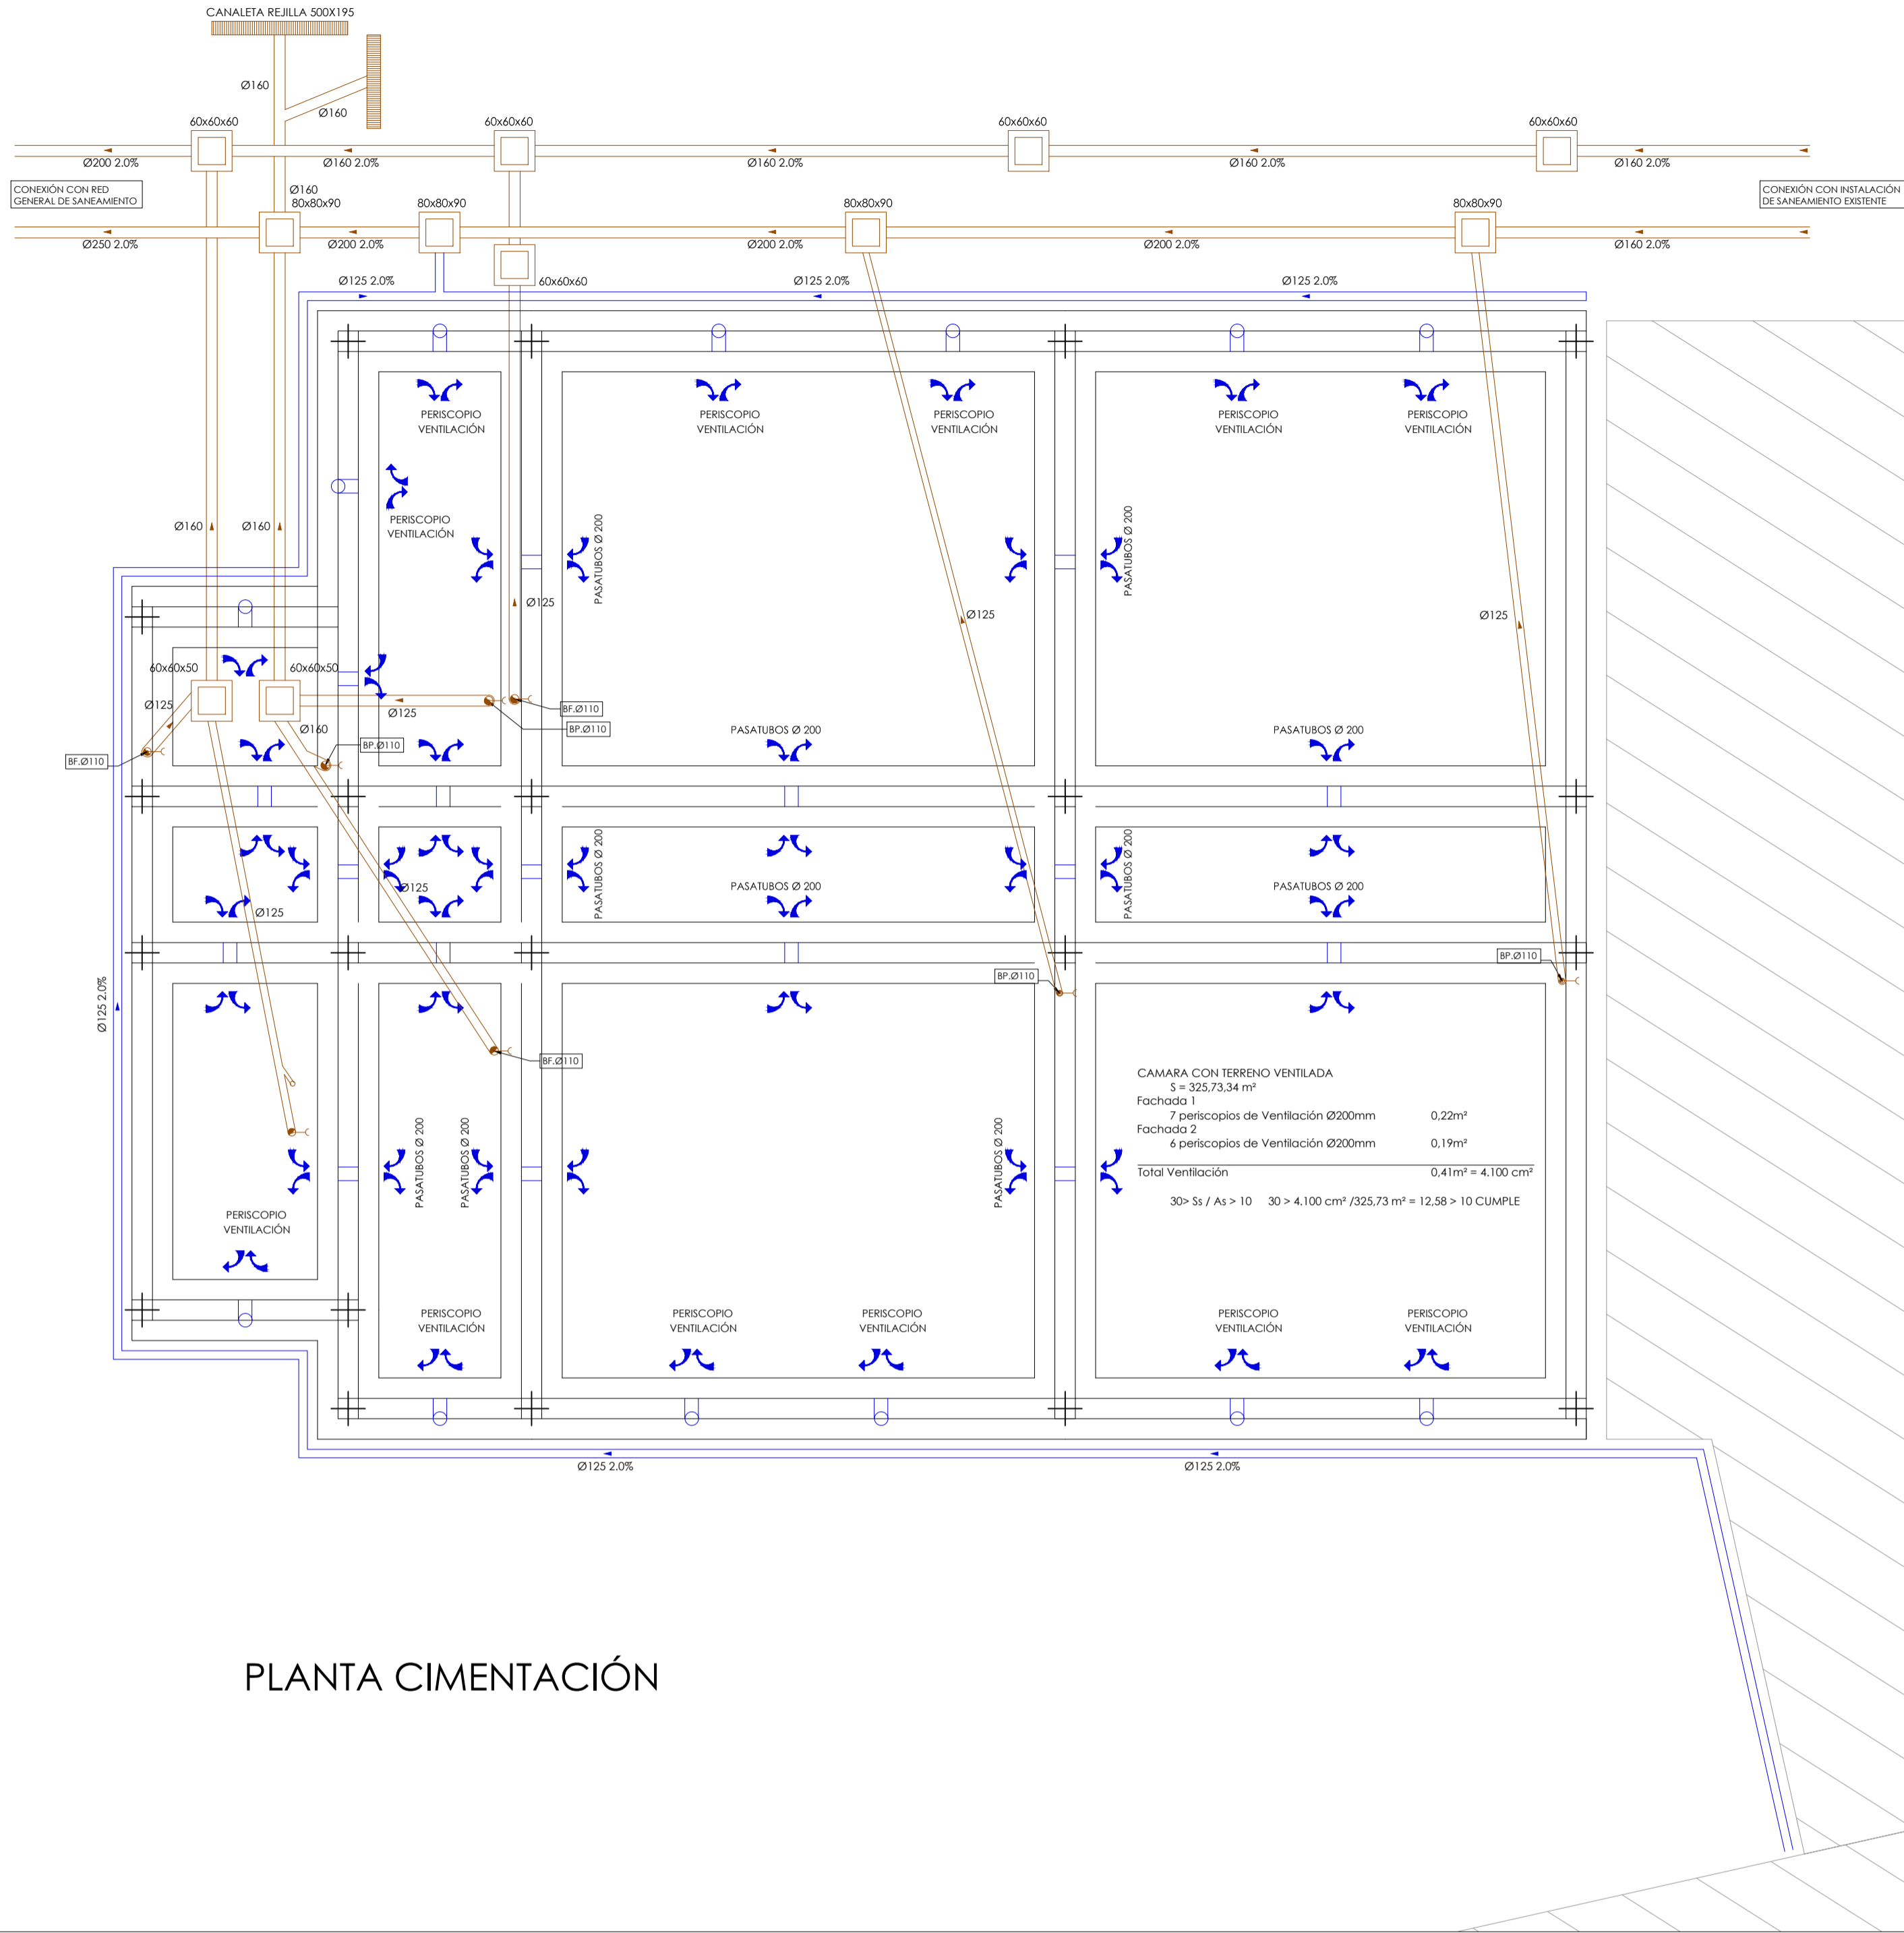 CANALETA REJILLA 500X195
Ø160
Ø160
60x60x60
60x60x60
60x60x60
60x60x60
Ø200 2.0%
Ø160 2.0%
Ø160 2.0%
Ø160 2.0%
Ø160 2.0%
CONEXIÓN CON RED
GENERAL DE SANEAMIENTO
Ø160
CONEXIÓN CON INSTALACIÓN
DE SANEAMIENTO EXISTENTE
80x80x90
80x80x90
80x80x90
80x80x90
Ø250 2.0%
Ø200 2.0%
Ø200 2.0%
Ø200 2.0%
Ø160 2.0%
Ø125 2.0%
60x60x60
Ø125 2.0%
Ø125 2.0%
PERISCOPIO
VENTILACIÓN
PERISCOPIO
VENTILACIÓN
PERISCOPIO
VENTILACIÓN
PERISCOPIO
VENTILACIÓN
PERISCOPIO
VENTILACIÓN
PERISCOPIO
VENTILACIÓN
Ø160
Ø160
PASATUBOS Ø 200
PASATUBOS Ø 200
Ø125
Ø125
Ø125
60x60x50
60x60x50
Ø125
Ø125
Ø160
BF.Ø110
BP.Ø110
BP.Ø110
BF.Ø110
PASATUBOS Ø 200
PASATUBOS Ø 200
PASATUBOS Ø 200
PASATUBOS Ø 200
Ø125
PASATUBOS Ø 200
PASATUBOS Ø 200
Ø125
BP.Ø110
BP.Ø110
Ø125 2.0%
BF.Ø110
PASATUBOS Ø 200
PASATUBOS Ø 200
PASATUBOS Ø 200
CAMARA CON TERRENO VENTILADA
S = 325,73,34 m²
Fachada 1
7 periscopios de Ventilación Ø200mm 0,22m²
Fachada 2
6 periscopios de Ventilación Ø200mm 0,19m²
Total Ventilación 0,41m² = 4.100 cm²
30> Ss / As > 10 30 > 4.100 cm² /325,73 m² = 12,58 > 10 CUMPLE
PERISCOPIO
VENTILACIÓN
PERISCOPIO
VENTILACIÓN
PERISCOPIO
VENTILACIÓN
PERISCOPIO
VENTILACIÓN
PERISCOPIO
VENTILACIÓN
PERISCOPIO
VENTILACIÓN
Ø125 2.0%
Ø125 2.0%
PLANTA CIMENTACIÓN